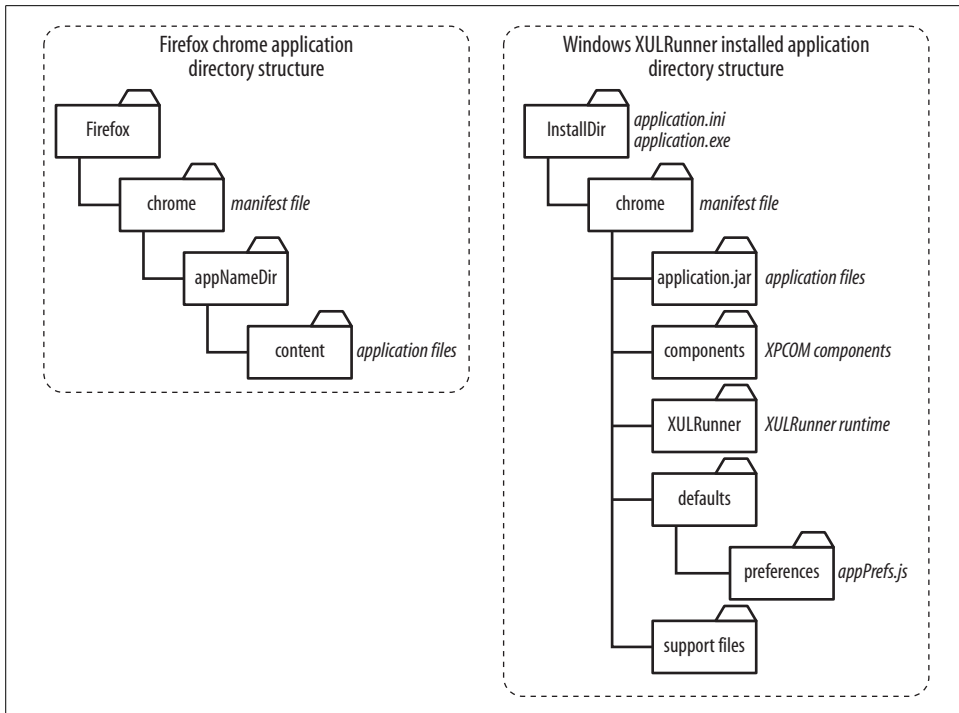 Firefox chrome application
directory structure
Firefox
chrome
manifest file
appNameDir
content
application files
Windows XULRunner installed application
directory structure
InstallDir
application.ini
application.exe
chrome
manifest file
application.jar
application files
components
XPCOM components
XULRunner
XULRunner runtime
defaults
preferences
appPrefs.js
support files